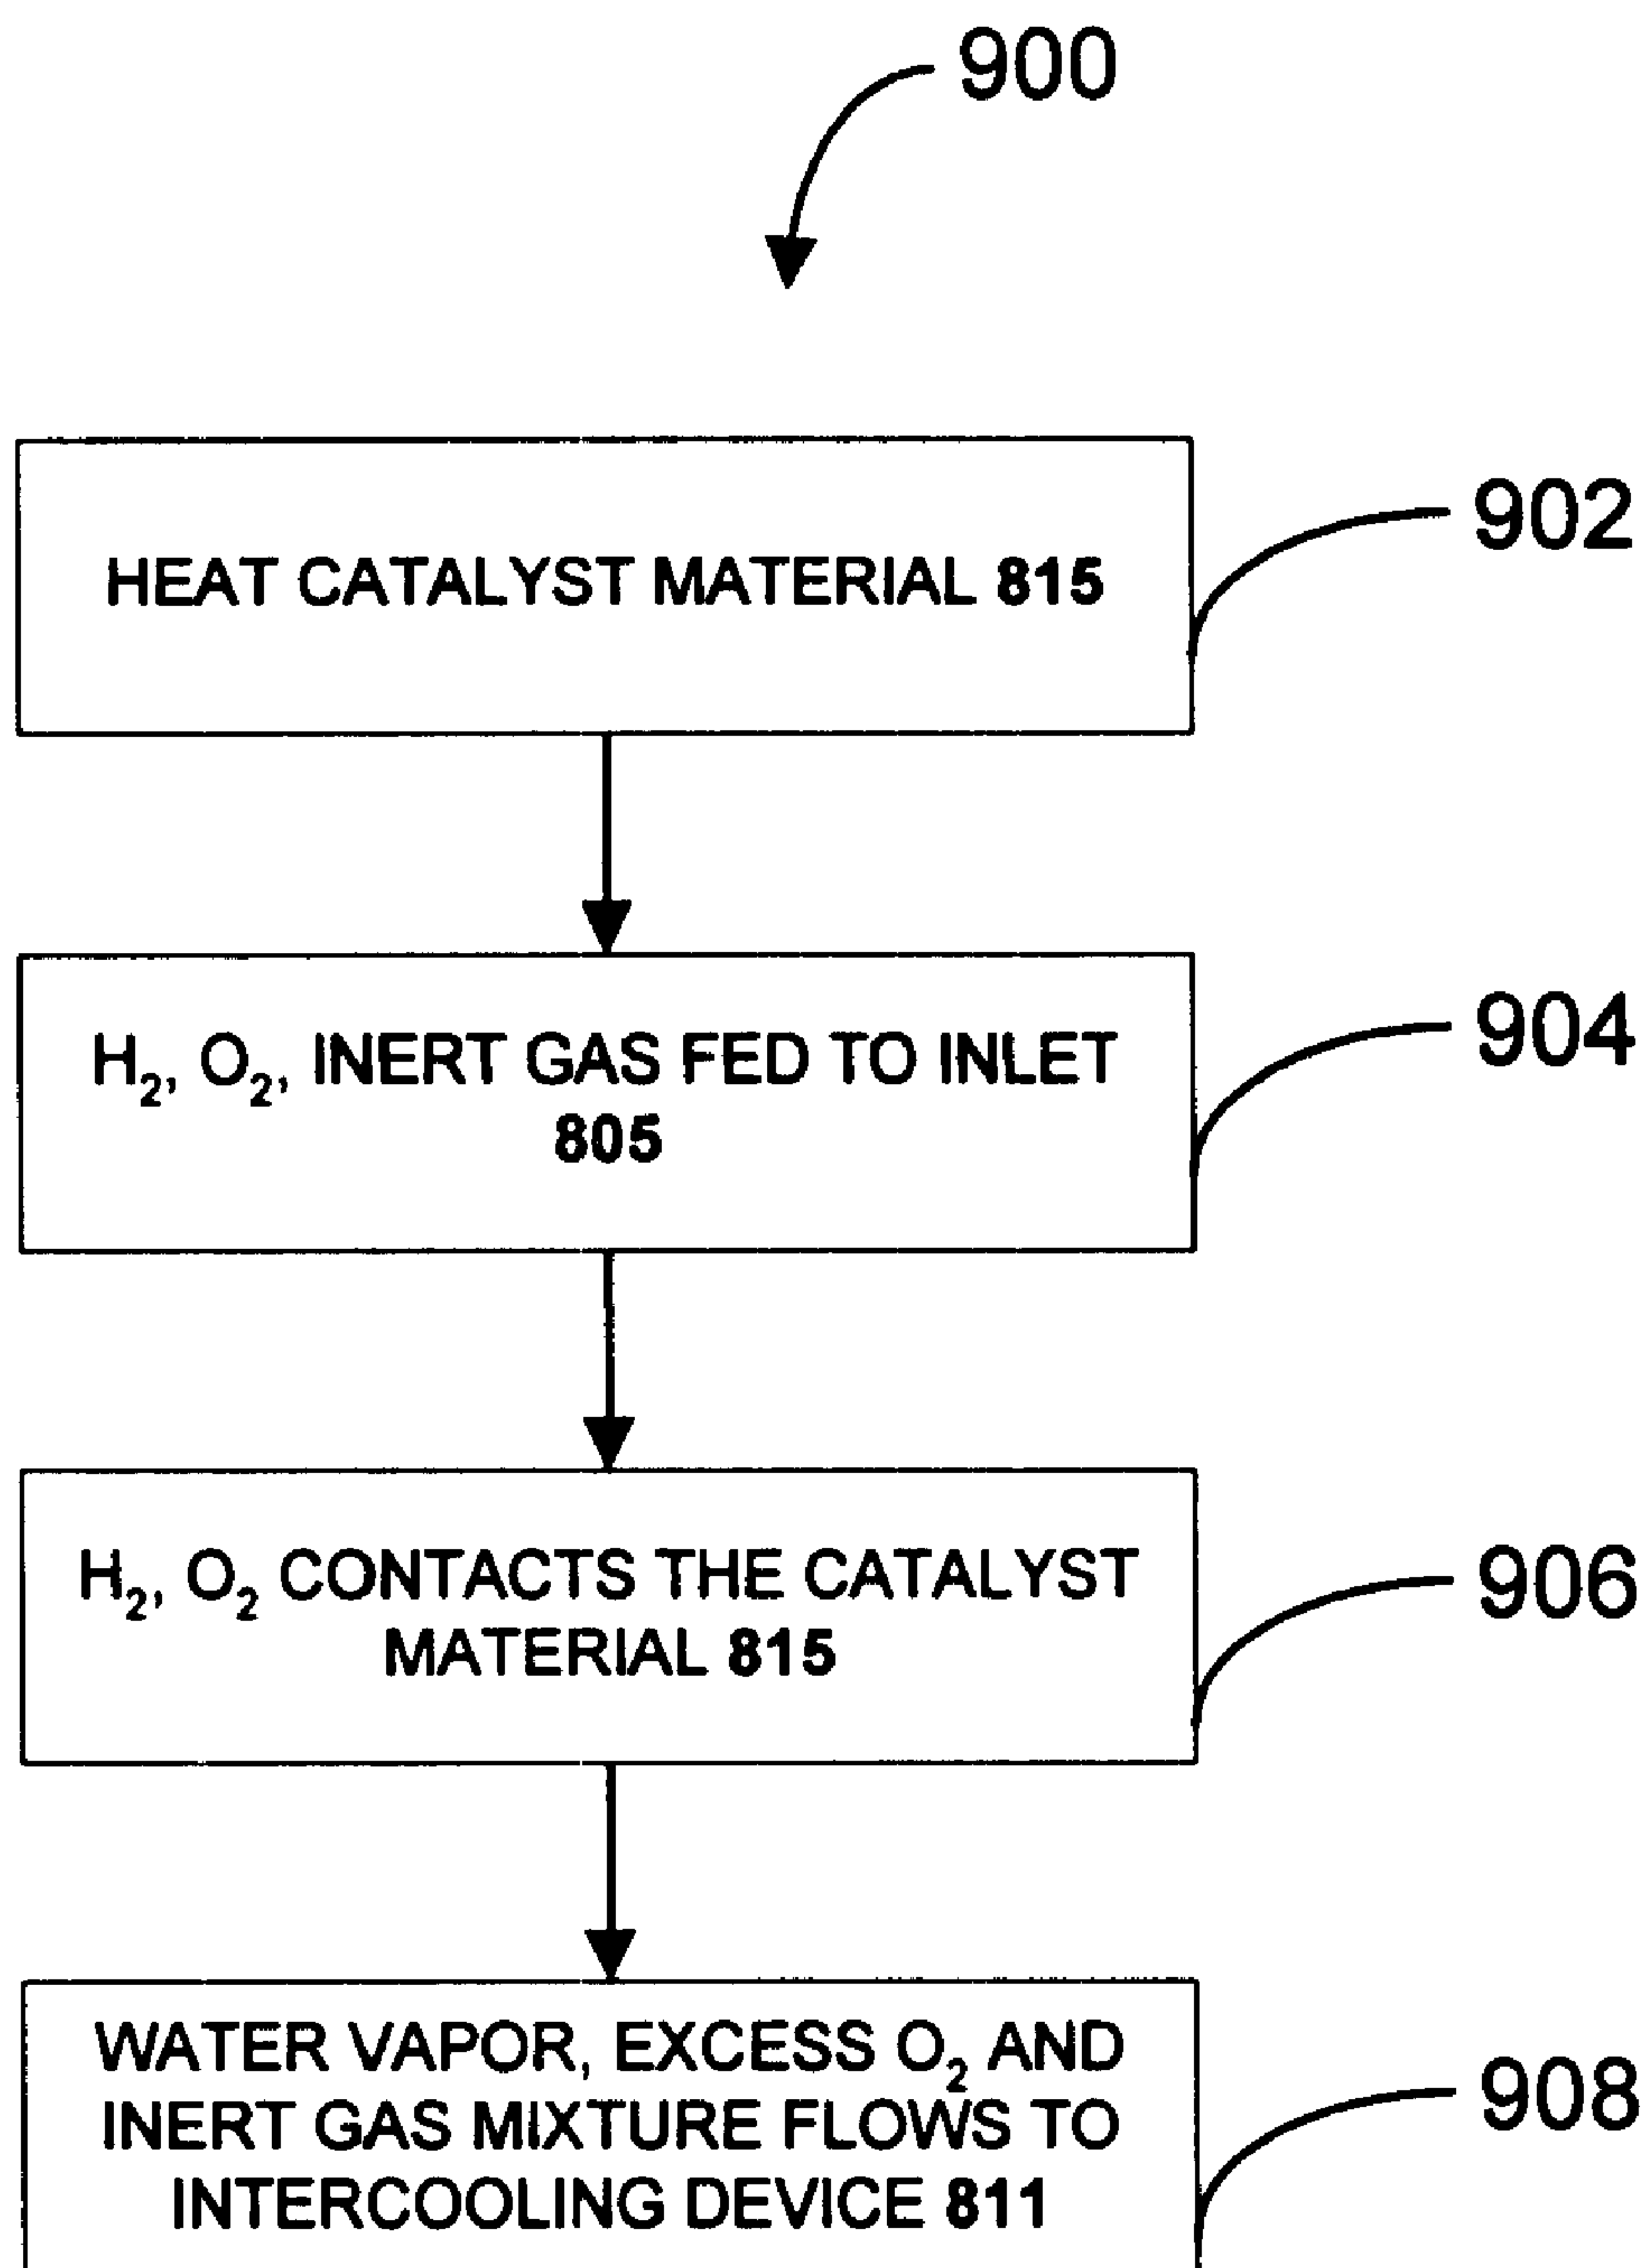 900
HEAT CATALYST MATERIAL 815
902
H₂, O₂, INERT GAS FED TO INLET
805
904
H₂, O₂ CONTACTS THE CATALYST
MATERIAL 815
906
WATER VAPOR, EXCESS O₂ AND
INERT GAS MIXTURE FLOWS TO
INTERCOOLING DEVICE 811
908